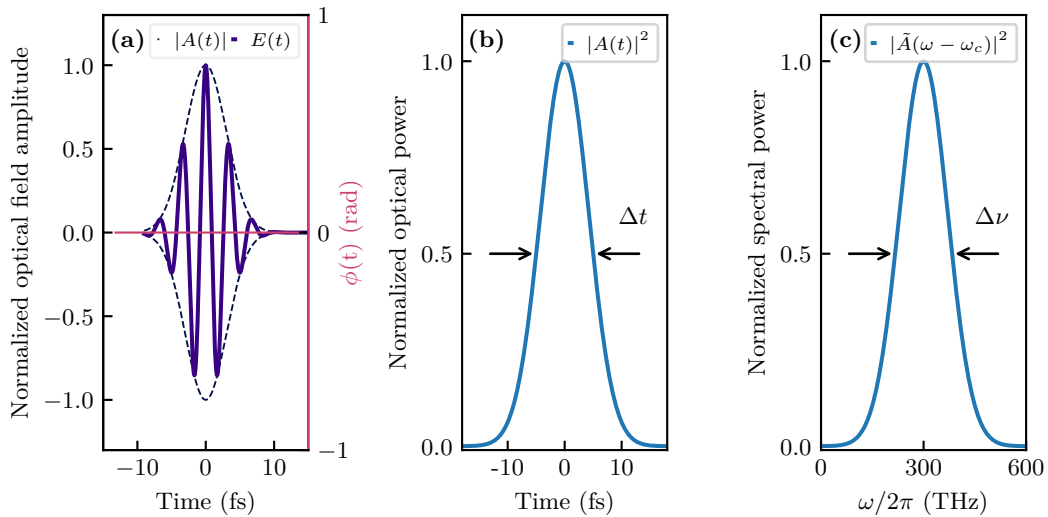 (a)
|A(t)| E(t)
Normalized optical field amplitude
1.0
0.5
0.0
−0.5
−1.0
−10 0 10
Time (fs)
1
0
−1
ϕ(t) (rad)
(b)
|A(t)|²
Normalized optical power
1.0
0.5
0.0
Δt
-10 0 10
Time (fs)
(c)
|Ã(ω − ω_c)|²
Normalized spectral power
1.0
0.5
0.0
Δν
0 300 600
ω/2π (THz)